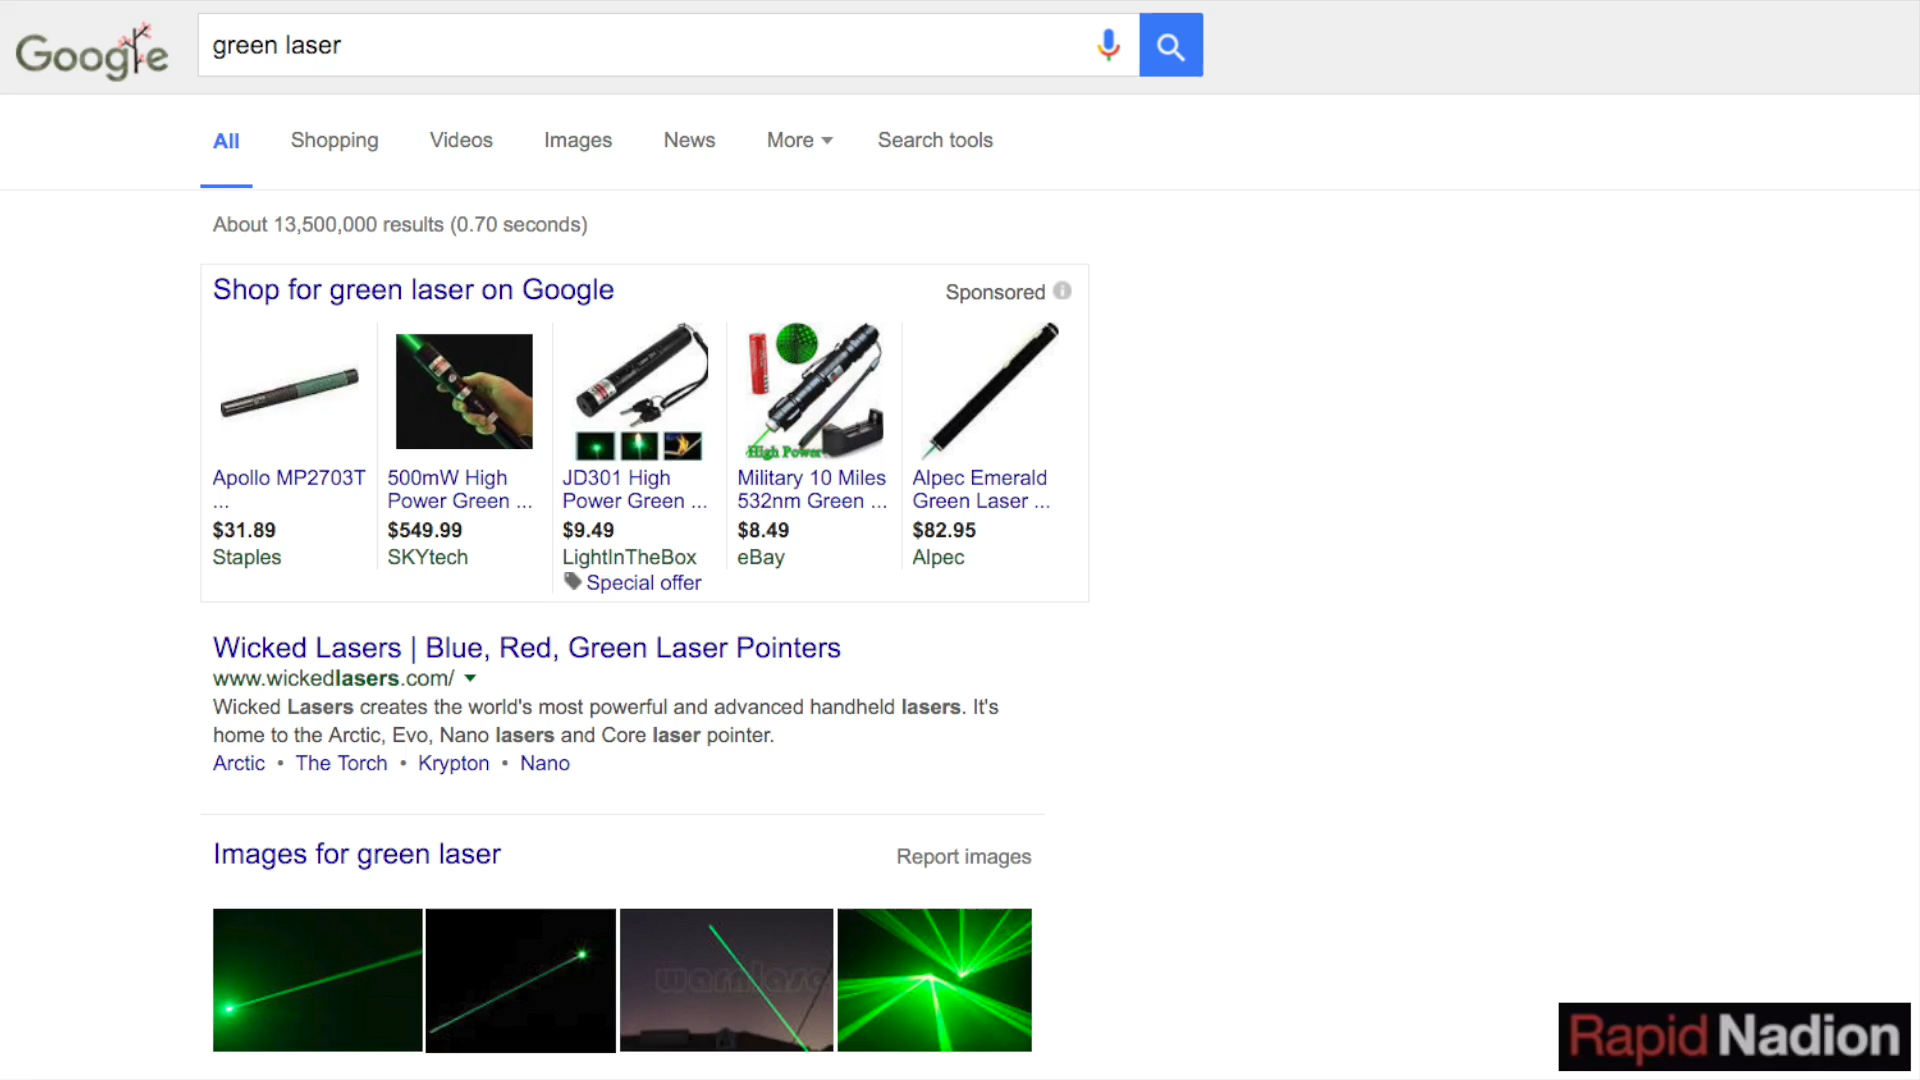 Google
green laser
All Shopping Videos Images News More Search tools
About 13,500,000 results (0.70 seconds)
Shop for green laser on Google
Sponsored
High Power
Apollo MP2703T
...
$31.89
Staples
500mW High
Power Green ...
$549.99
SKYtech
JD301 High
Power Green ...
$9.49
LightInTheBox
Special offer
Military 10 Miles
532nm Green ...
$8.49
eBay
Alpec Emerald
Green Laser ...
$82.95
Alpec
Wicked Lasers | Blue, Red, Green Laser Pointers
www.wickedlasers.com/
Wicked Lasers creates the world's most powerful and advanced handheld lasers. It's
home to the Arctic, Evo, Nano lasers and Core laser pointer.
Arctic • The Torch • Krypton • Nano
Images for green laser
Report images
Rapid Nadion